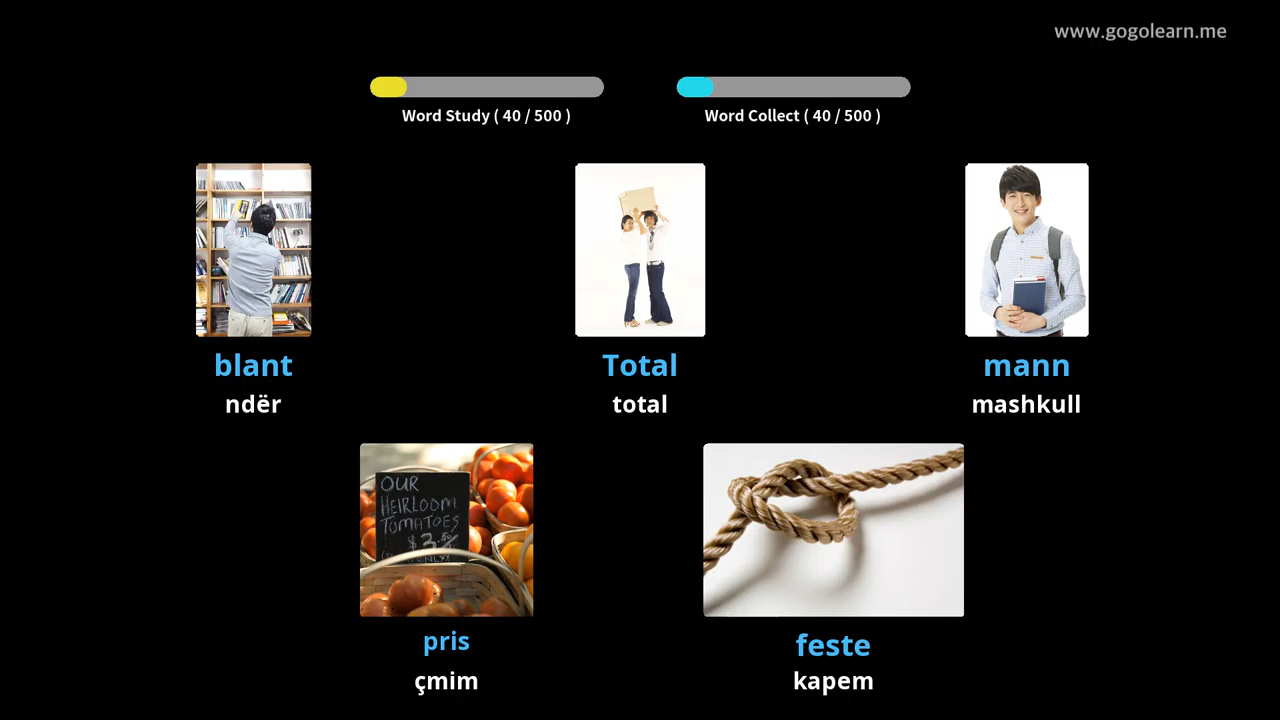 www.gogolearn.me
Word Study ( 40 / 500 )
Word Collect ( 40 / 500 )
blant
ndër
Total
total
mann
mashkull
OUR
HEIRLOOM
TOMATOES
pris
çmim
feste
kapem